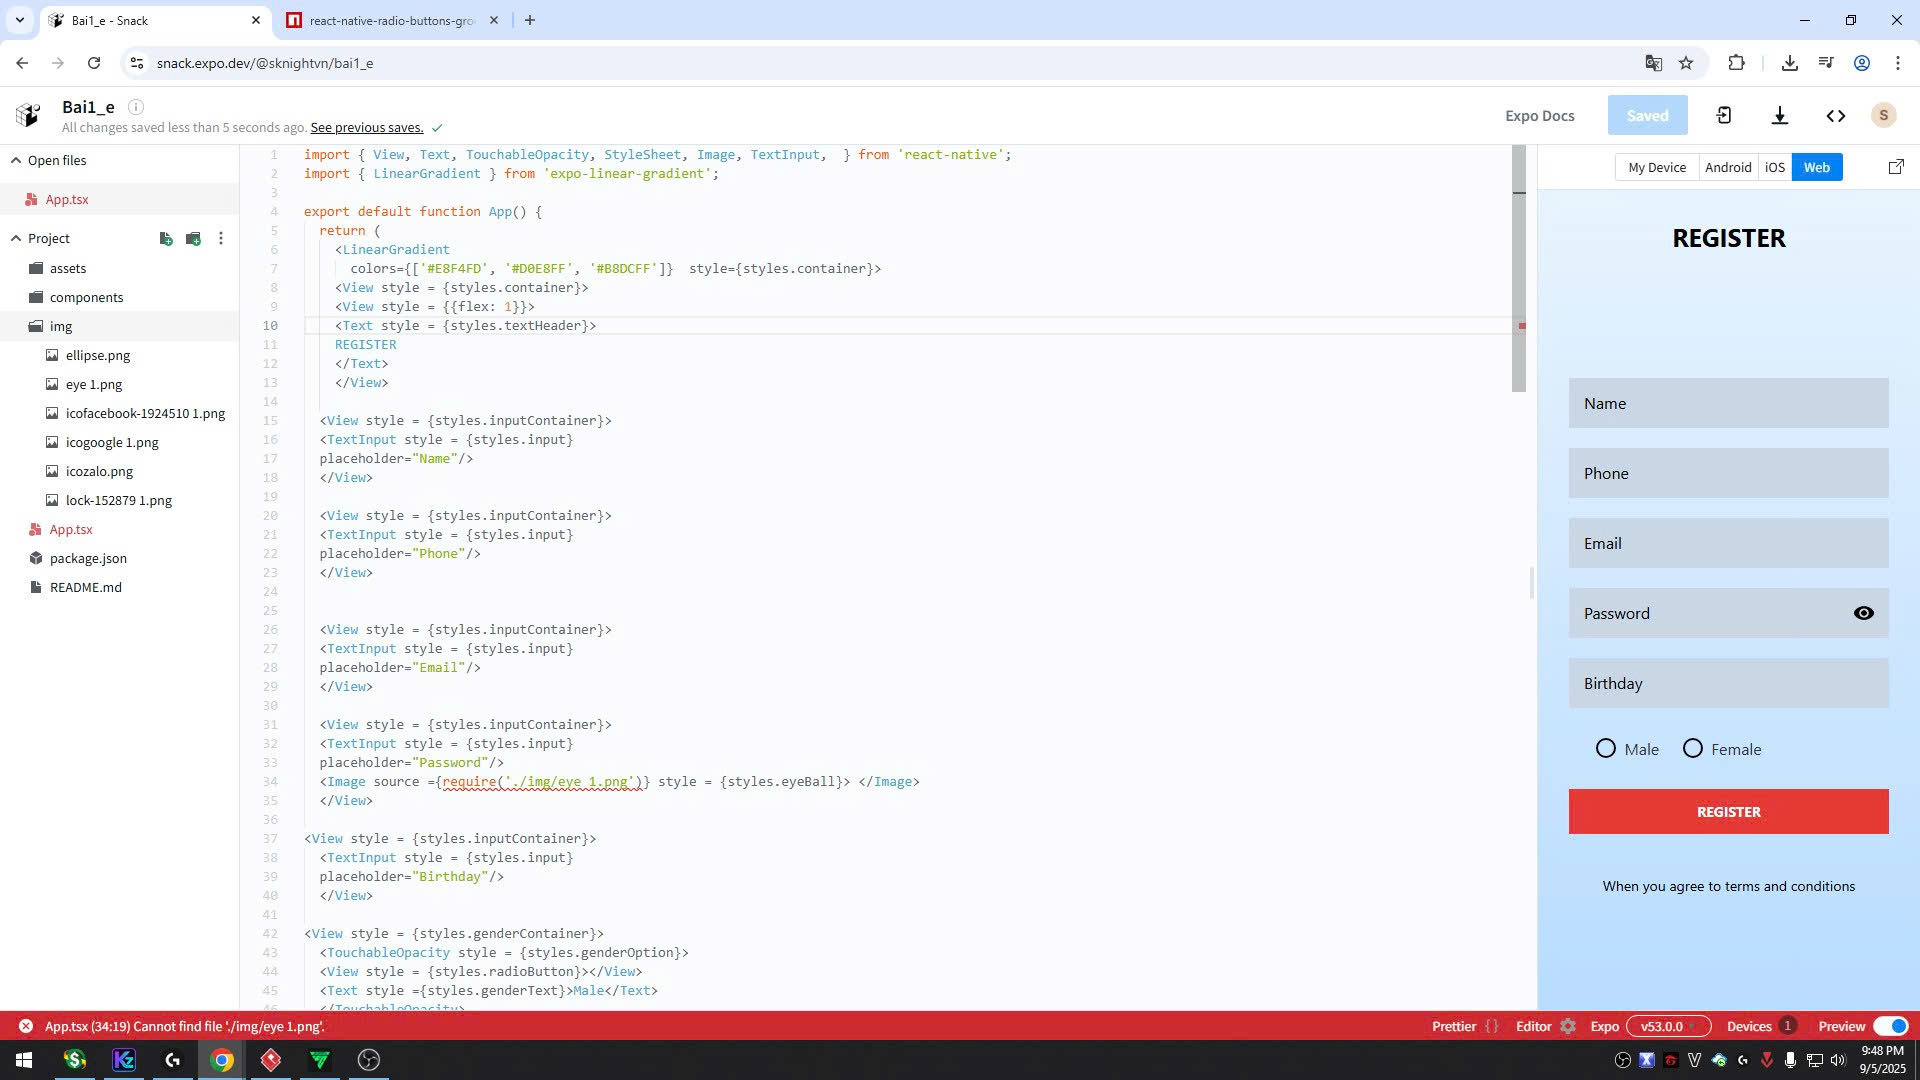 Bai1_e - Snack
react-native-radio-buttons-gro
snack.expo.dev/@sknightvn/bai1_e
Bai1_e
All changes saved less than 5 seconds ago. See previous saves.
Expo Docs
Saved
S
Open files
App.tsx
Project
assets
components
img
ellipse.png
eye 1.png
icofacebook-1924510 1.png
icogoogle 1.png
icozalo.png
lock-152879 1.png
App.tsx
package.json
README.md
1 import { View, Text, TouchableOpacity, StyleSheet, Image, TextInput,  } from 'react-native';
2 import { LinearGradient } from 'expo-linear-gradient';
3
4 export default function App() {
5 return (
6 <LinearGradient
7 colors={['#E8F4FD', '#D0E8FF', '#B8DCFF']}  style={styles.container}>
8 <View style = {styles.container}>
9 <View style = {{flex: 1}}>
10 <Text style = {styles.textHeader}>
11 REGISTER
12 </Text>
13 </View>
14
15 <View style = {styles.inputContainer}>
16 <TextInput style = {styles.input}
17 placeholder="Name"/>
18 </View>
19
20 <View style = {styles.inputContainer}>
21 <TextInput style = {styles.input}
22 placeholder="Phone"/>
23 </View>
24
25
26 <View style = {styles.inputContainer}>
27 <TextInput style = {styles.input}
28 placeholder="Email"/>
29 </View>
30
31 <View style = {styles.inputContainer}>
32 <TextInput style = {styles.input}
33 placeholder="Password"/>
34 <Image source ={require('./img/eye 1.png')} style = {styles.eyeBall}> </Image>
35 </View>
36
37 <View style = {styles.inputContainer}>
38 <TextInput style = {styles.input}
39 placeholder="Birthday"/>
40 </View>
41
42 <View style = {styles.genderContainer}>
43 <TouchableOpacity style = {styles.genderOption}>
44 <View style = {styles.radioButton}></View>
45 <Text style ={styles.genderText}>Male</Text>
46 </TouchableOpacity>
My Device Android iOS Web
REGISTER
Name
Phone
Email
Password
Birthday
Male Female
REGISTER
When you agree to terms and conditions
App.tsx (34:19) Cannot find file './img/eye 1.png'.
Prettier { } Editor Expo v53.0.0 Devices 1 Preview
9:48 PM
9/5/2025